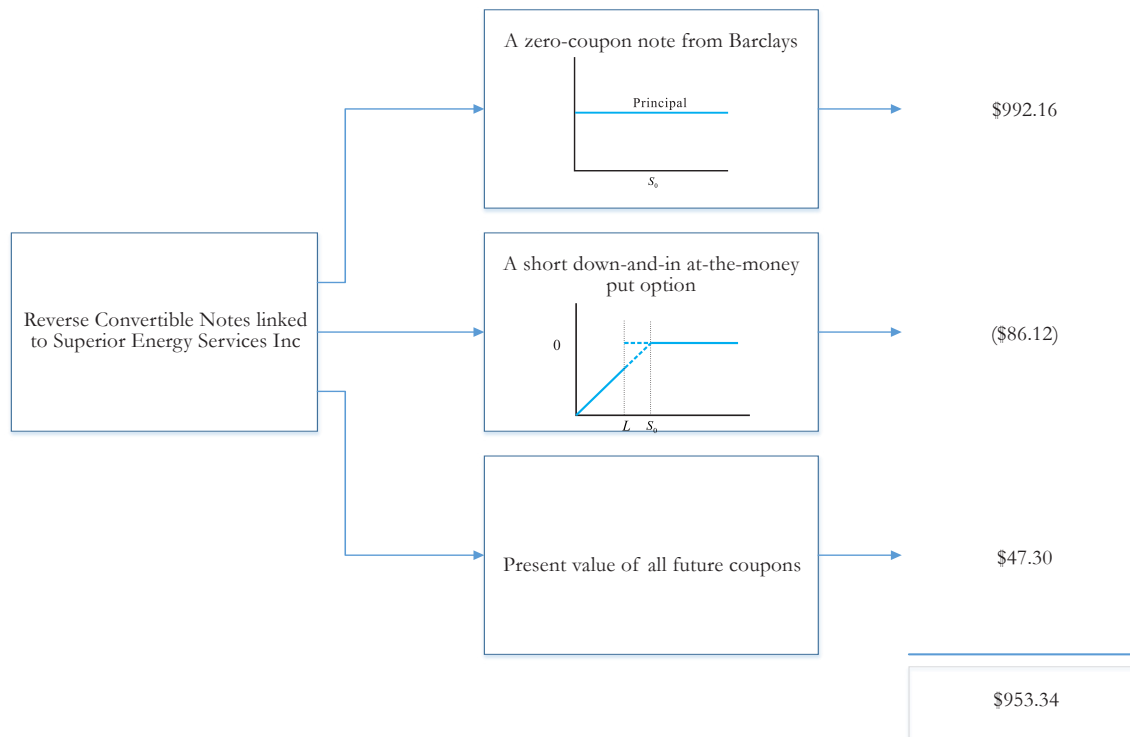 A zero-coupon note from Barclays
Principal
S₀
$992.16
Reverse Convertible Notes linked
to Superior Energy Services Inc
A short down-and-in at-the-money
put option
0
L S₀
($86.12)
Present value of all future coupons
$47.30
$953.34